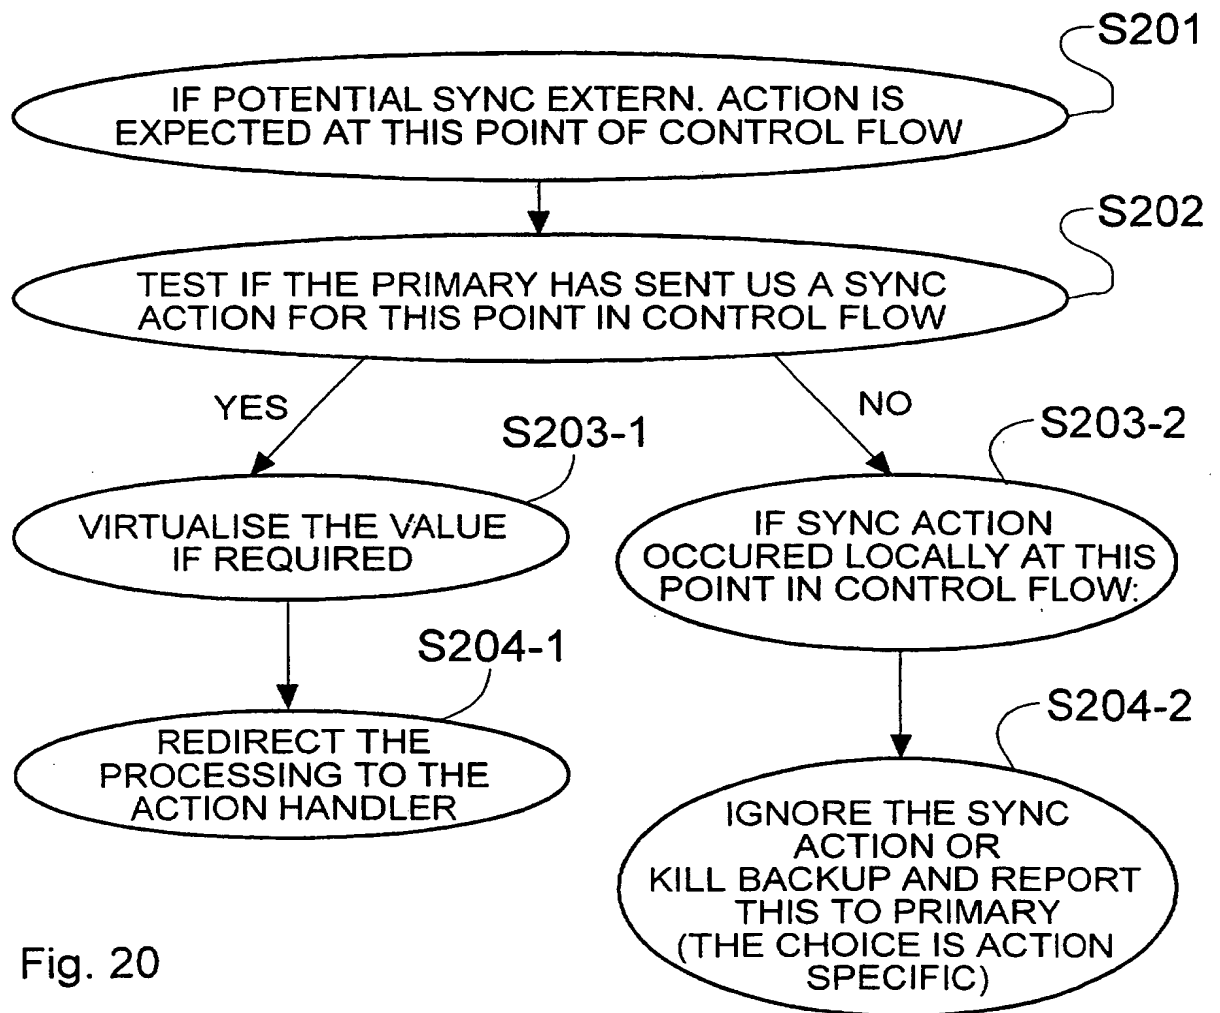 S201
IF POTENTIAL SYNC EXTERN. ACTION IS
EXPECTED AT THIS POINT OF CONTROL FLOW
S202
TEST IF THE PRIMARY HAS SENT US A SYNC
ACTION FOR THIS POINT IN CONTROL FLOW
YES
NO
S203-1
S203-2
VIRTUALISE THE VALUE
IF REQUIRED
IF SYNC ACTION
OCCURED LOCALLY AT THIS
POINT IN CONTROL FLOW:
S204-1
S204-2
REDIRECT THE
PROCESSING TO THE
ACTION HANDLER
IGNORE THE SYNC
ACTION OR
KILL BACKUP AND REPORT
THIS TO PRIMARY
(THE CHOICE IS ACTION
SPECIFIC)
Fig. 20